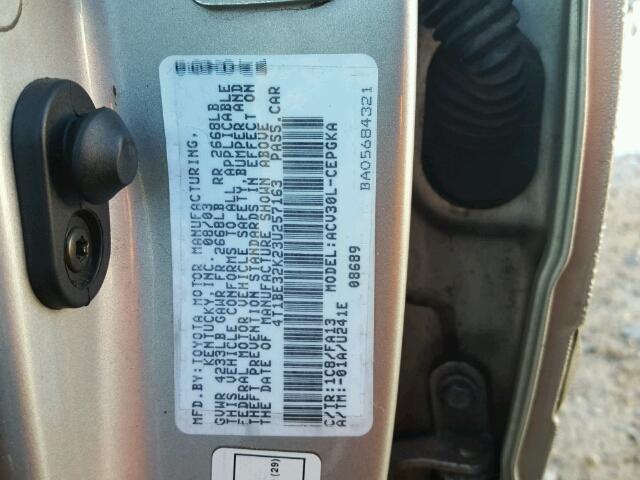 MFD.BY:TOYOTA MOTOR MANUFACTURING,
KENTUCKY, INC. 08/03
GVWR 4233LB GAWR FR 2668LB RR 2668LB
THIS VEHICLE CONFORMS TO ALL APPLICABLE
FEDERAL MOTOR VEHICLE SAFETY, BUMPER AND
THEFT PREVENTION STANDARDS IN EFFECT ON
THE DATE OF MANUFACTURE SHOWN ABOVE.
4T1BE32K23U257163 PASS.CAR
MODEL:ACV30L-CEPGKA
C/TR:1C8/FA13 08689
A/TM:-01A/U241E
BA05684321
(29)